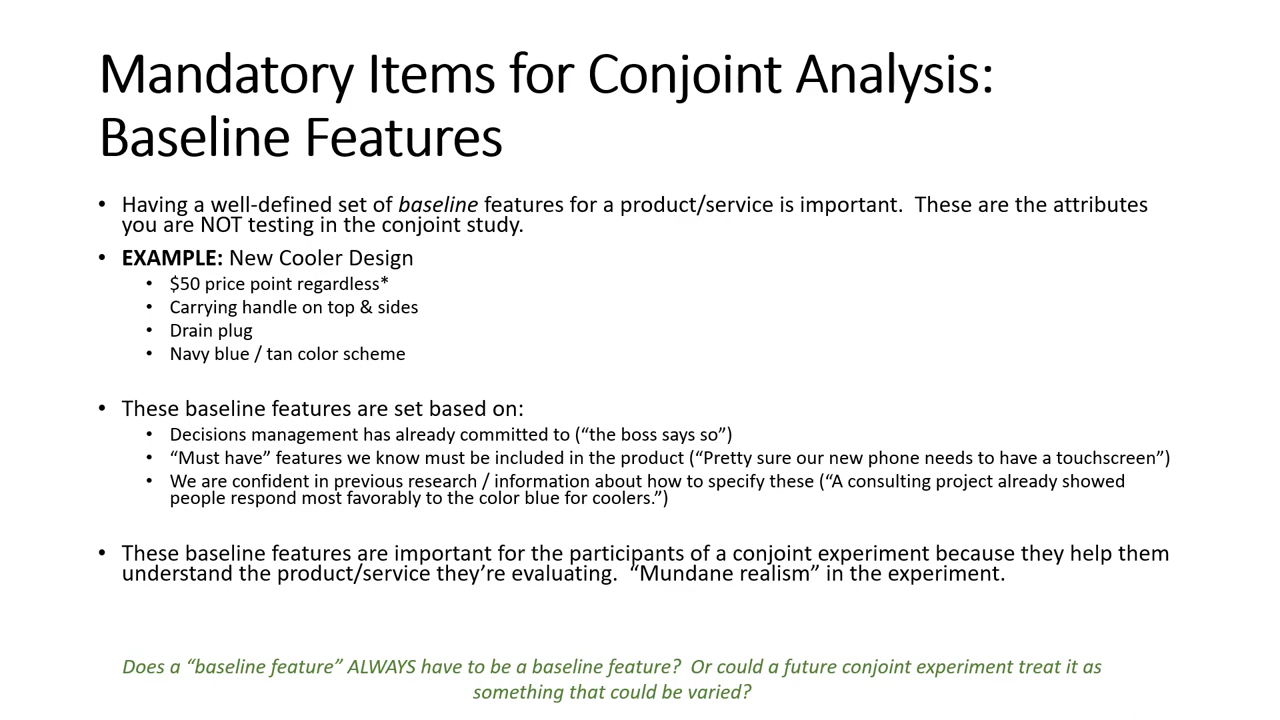 Mandatory Items for Conjoint Analysis:
Baseline Features
• Having a well-defined set of baseline features for a product/service is important.  These are the attributes
you are NOT testing in the conjoint study.
• EXAMPLE: New Cooler Design
• $50 price point regardless*
• Carrying handle on top & sides
• Drain plug
• Navy blue / tan color scheme
• These baseline features are set based on:
• Decisions management has already committed to (“the boss says so”)
• “Must have” features we know must be included in the product (“Pretty sure our new phone needs to have a touchscreen”)
• We are confident in previous research / information about how to specify these (“A consulting project already showed
people respond most favorably to the color blue for coolers.”)
• These baseline features are important for the participants of a conjoint experiment because they help them
understand the product/service they’re evaluating.  “Mundane realism” in the experiment.
Does a “baseline feature” ALWAYS have to be a baseline feature?  Or could a future conjoint experiment treat it as
something that could be varied?